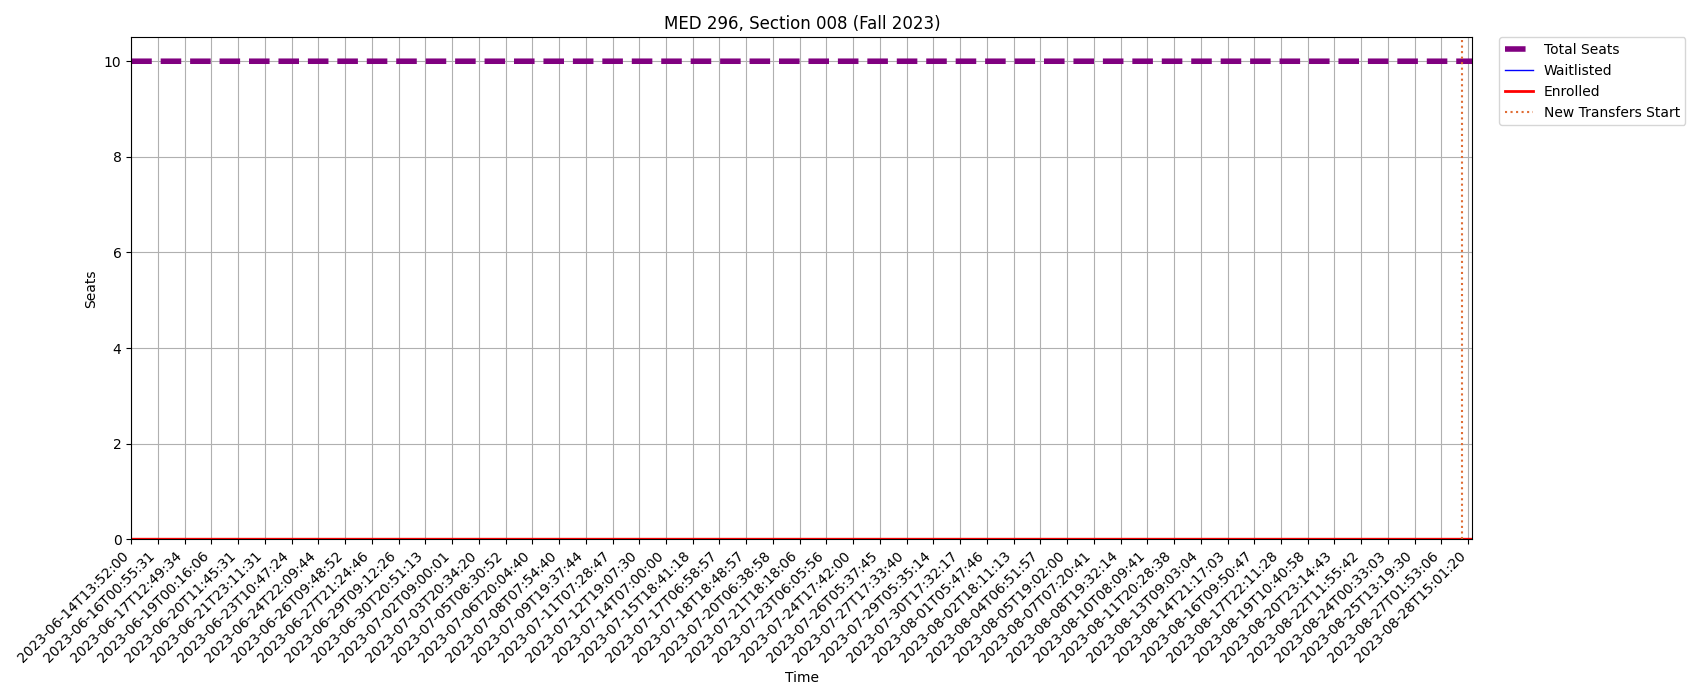 MED 296, Section 008 (Fall 2023)
Total Seats
Waitlisted
Enrolled
New Transfers Start
10
8
6
4
2
0
Seats
2023-06-14T13:52:00
2023-06-16T00:55:31
2023-06-17T12:49:34
2023-06-19T00:16:06
2023-06-20T11:45:31
2023-06-21T23:11:31
2023-06-23T10:47:24
2023-06-24T22:09:44
2023-06-26T09:48:52
2023-06-27T21:24:46
2023-06-29T09:12:26
2023-06-30T20:51:13
2023-07-02T09:00:01
2023-07-03T20:34:20
2023-07-05T08:30:52
2023-07-06T20:04:40
2023-07-08T07:54:40
2023-07-09T19:37:44
2023-07-11T07:28:47
2023-07-12T19:07:30
2023-07-14T07:00:00
2023-07-15T18:41:18
2023-07-17T06:58:57
2023-07-18T18:48:57
2023-07-20T06:38:58
2023-07-21T18:18:06
2023-07-23T06:05:56
2023-07-24T17:42:00
2023-07-26T05:37:45
2023-07-27T17:33:40
2023-07-29T05:35:14
2023-07-30T17:32:17
2023-08-01T05:47:46
2023-08-02T18:11:13
2023-08-04T06:51:57
2023-08-05T19:02:00
2023-08-07T07:20:41
2023-08-08T19:32:14
2023-08-10T08:09:41
2023-08-11T20:28:38
2023-08-13T09:03:04
2023-08-14T21:17:03
2023-08-16T09:50:47
2023-08-17T22:11:28
2023-08-19T10:40:58
2023-08-20T23:14:43
2023-08-22T11:55:42
2023-08-24T00:33:03
2023-08-25T13:19:30
2023-08-27T01:53:06
2023-08-28T15:01:20
Time